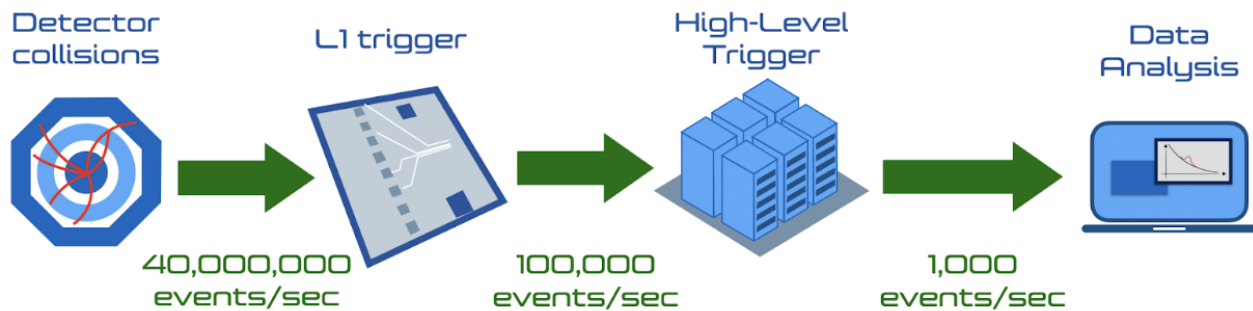 Detector
collisions
L1 trigger
High-Level
Trigger
Data
Analysis
40,000,000
events/sec
100,000
events/sec
1,000
events/sec